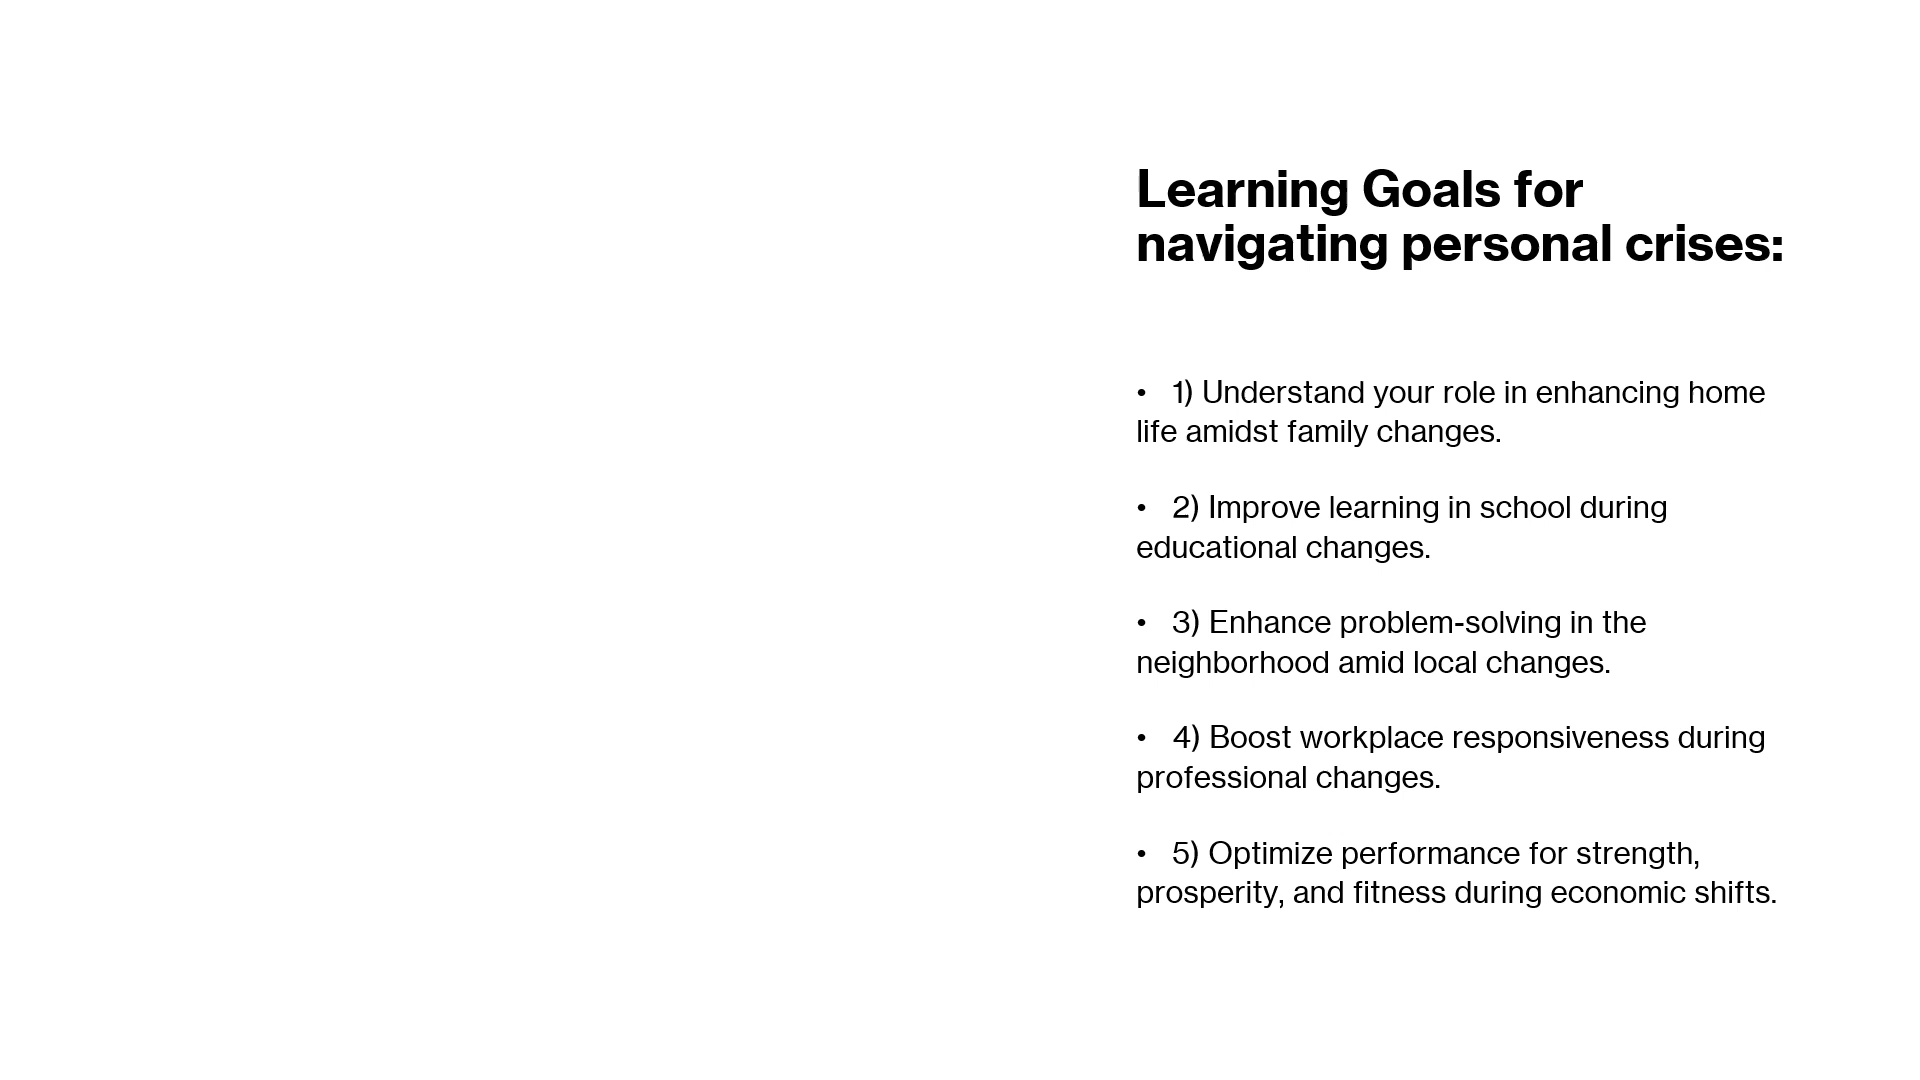 Learning Goals for
navigating personal crises:
• 1) Understand your role in enhancing home
life amidst family changes.
• 2) Improve learning in school during
educational changes.
• 3) Enhance problem-solving in the
neighborhood amid local changes.
• 4) Boost workplace responsiveness during
professional changes.
• 5) Optimize performance for strength,
prosperity, and fitness during economic shifts.